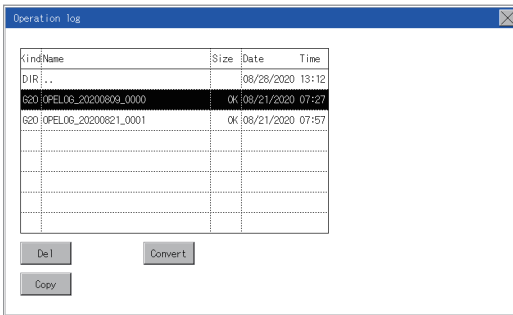 Operation log
Kind Name Size Date Time
DIR .. 08/28/2020 13:12
G20 OPELOG_20200809_0000 0K 08/21/2020 07:27
G20 OPELOG_20200821_0001 0K 08/21/2020 07:57
Del Convert
Copy